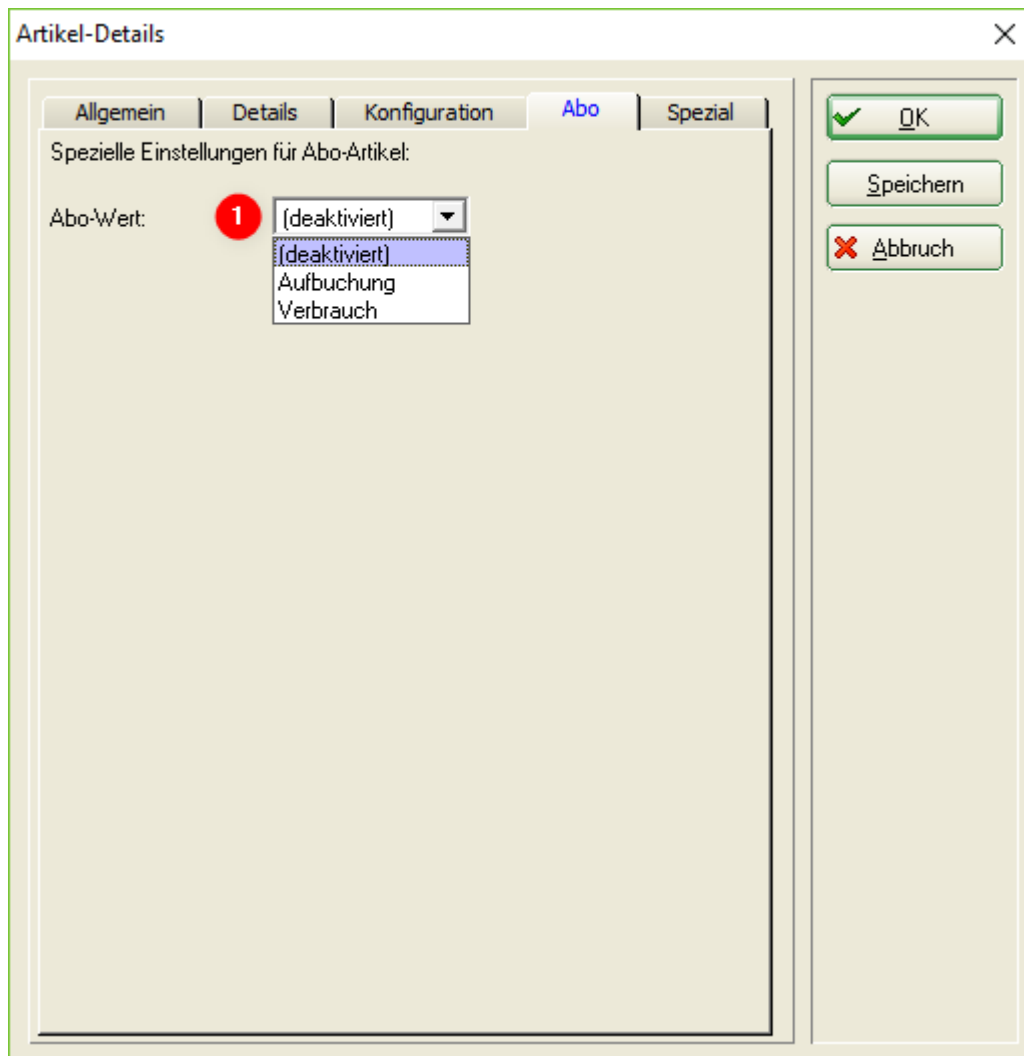 Artikel-Details
Allgemein Details Konfiguration Abo Spezial
Spezielle Einstellungen für Abo-Artikel:
Abo-Wert: 1 (deaktiviert)
(deaktiviert)
Aufbuchung
Verbrauch
OK
Speichern
Abbruch